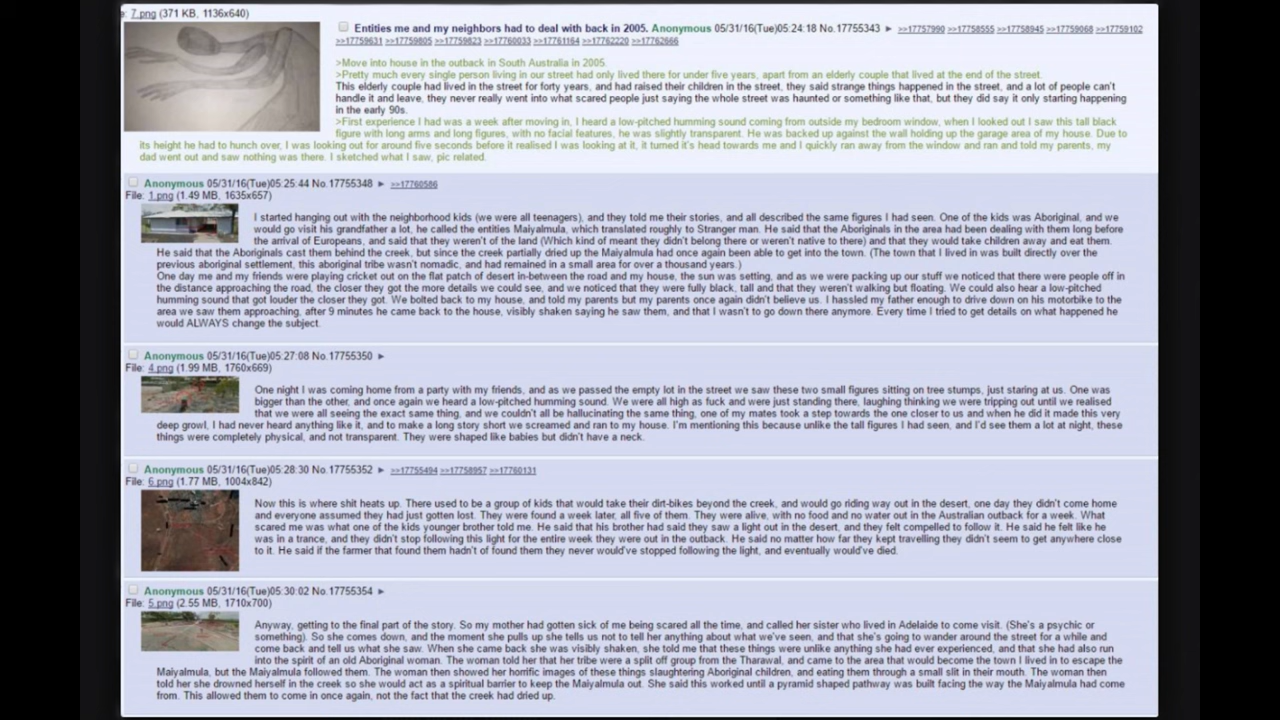 e: 7.png (371 KB, 1136x640)
Entities me and my neighbors had to deal with back in 2005. Anonymous 05/31/16(Tue)05:24:18 No.17755343 ► >>17757990 >>17758555 >>17758945 >>17759068 >>17759102
>>17759631 >>17759805 >>17759823 >>17760033 >>17761164 >>17762220 >>17762666
>Move into house in the outback in South Australia in 2005.
>Pretty much every single person living in our street had only lived there for under five years, apart from an elderly couple that lived at the end of the street.
This elderly couple had lived in the street for forty years, and had raised their children in the street, they said strange things happened in the street, and a lot of people can't
handle it and leave, they never really went into what scared people just saying the whole street was haunted or something like that, but they did say it only starting happening
in the early 90s.
>First experience I had was a week after moving in, I heard a low-pitched humming sound coming from outside my bedroom window, when I looked out I saw this tall black
figure with long arms and long figures, with no facial features, he was slightly transparent. He was backed up against the wall holding up the garage area of my house. Due to
its height he had to hunch over, I was looking out for around five seconds before it realised I was looking at it, it turned it's head towards me and I quickly ran away from the window and ran and told my parents, my
dad went out and saw nothing was there. I sketched what I saw, pic related.
Anonymous 05/31/16(Tue)05:25:44 No.17755348 ► >>17760586
File: 1.png (1.49 MB, 1635x657)
I started hanging out with the neighborhood kids (we were all teenagers), and they told me their stories, and all described the same figures I had seen. One of the kids was Aboriginal, and we
would go visit his grandfather a lot, he called the entities Maiyalmula, which translated roughly to Stranger man. He said that the Aboriginals in the area had been dealing with them long before
the arrival of Europeans, and said that they weren't of the land (Which kind of meant they didn't belong there or weren't native to there) and that they would take children away and eat them.
He said that the Aboriginals cast them behind the creek, but since the creek partially dried up the Maiyalmula had once again been able to get into the town. (The town that I lived in was built directly over the
previous aboriginal settlement, this aboriginal tribe wasn't nomadic, and had remained in a small area for over a thousand years.)
One day me and my friends were playing cricket out on the flat patch of desert in-between the road and my house, the sun was setting, and as we were packing up our stuff we noticed that there were people off in
the distance approaching the road, the closer they got the more details we could see, and we noticed that they were fully black, tall and that they weren't walking but floating. We could also hear a low-pitched
humming sound that got louder the closer they got. We bolted back to my house, and told my parents but my parents once again didn't believe us. I hassled my father enough to drive down on his motorbike to the
area we saw them approaching, after 9 minutes he came back to the house, visibly shaken saying he saw them, and that I wasn't to go down there anymore. Every time I tried to get details on what happened he
would ALWAYS change the subject.
Anonymous 05/31/16(Tue)05:27:08 No.17755350 ►
File: 4.png (1.99 MB, 1760x669)
One night I was coming home from a party with my friends, and as we passed the empty lot in the street we saw these two small figures sitting on tree stumps, just staring at us. One was
bigger than the other, and once again we heard a low-pitched humming sound. We were all high as fuck and were just standing there, laughing thinking we were tripping out until we realised
that we were all seeing the exact same thing, and we couldn't all be hallucinating the same thing, one of my mates took a step towards the one closer to us and when he did it made this very
deep growl, I had never heard anything like it, and to make a long story short we screamed and ran to my house. I'm mentioning this because unlike the tall figures I had seen, and I'd see them a lot at night, these
things were completely physical, and not transparent. They were shaped like babies but didn't have a neck.
Anonymous 05/31/16(Tue)05:28:30 No.17755352 ► >>17755494 >>17758957 >>17760131
File: 6.png (1.77 MB, 1004x842)
Now this is where shit heats up. There used to be a group of kids that would take their dirt-bikes beyond the creek, and would go riding way out in the desert, one day they didn't come home
and everyone assumed they had just gotten lost. They were found a week later, all five of them. They were alive, with no food and no water out in the Australian outback for a week. What
scared me was what one of the kids younger brother told me. He said that his brother had said they saw a light out in the desert, and they felt compelled to follow it. He said he felt like he
was in a trance, and they didn't stop following this light for the entire week they were out in the outback. He said no matter how far they kept travelling they didn't seem to get anywhere close
to it. He said if the farmer that found them hadn't of found them they never would've stopped following the light, and eventually would've died.
Anonymous 05/31/16(Tue)05:30:02 No.17755354 ►
File: 5.png (2.55 MB, 1710x700)
Anyway, getting to the final part of the story. So my mother had gotten sick of me being scared all the time, and called her sister who lived in Adelaide to come visit. (She's a psychic or
something). So she comes down, and the moment she pulls up she tells us not to tell her anything about what we've seen, and that she's going to wander around the street for a while and
come back and tell us what she saw. When she came back she was visibly shaken, she told me that these things were unlike anything she had ever experienced, and that she had also run
into the spirit of an old Aboriginal woman. The woman told her that her tribe were a split off group from the Tharawal, and came to the area that would become the town I lived in to escape the
Maiyalmula, but the Maiyalmula followed them. The woman then showed her horrific images of these things slaughtering Aboriginal children, and eating them through a small slit in their mouth. The woman then
told her she drowned herself in the creek so she would act as a spiritual barrier to keep the Maiyalmula out. She said this worked until a pyramid shaped pathway was built facing the way the Maiyalmula had come
from. This allowed them to come in once again, not the fact that the creek had dried up.